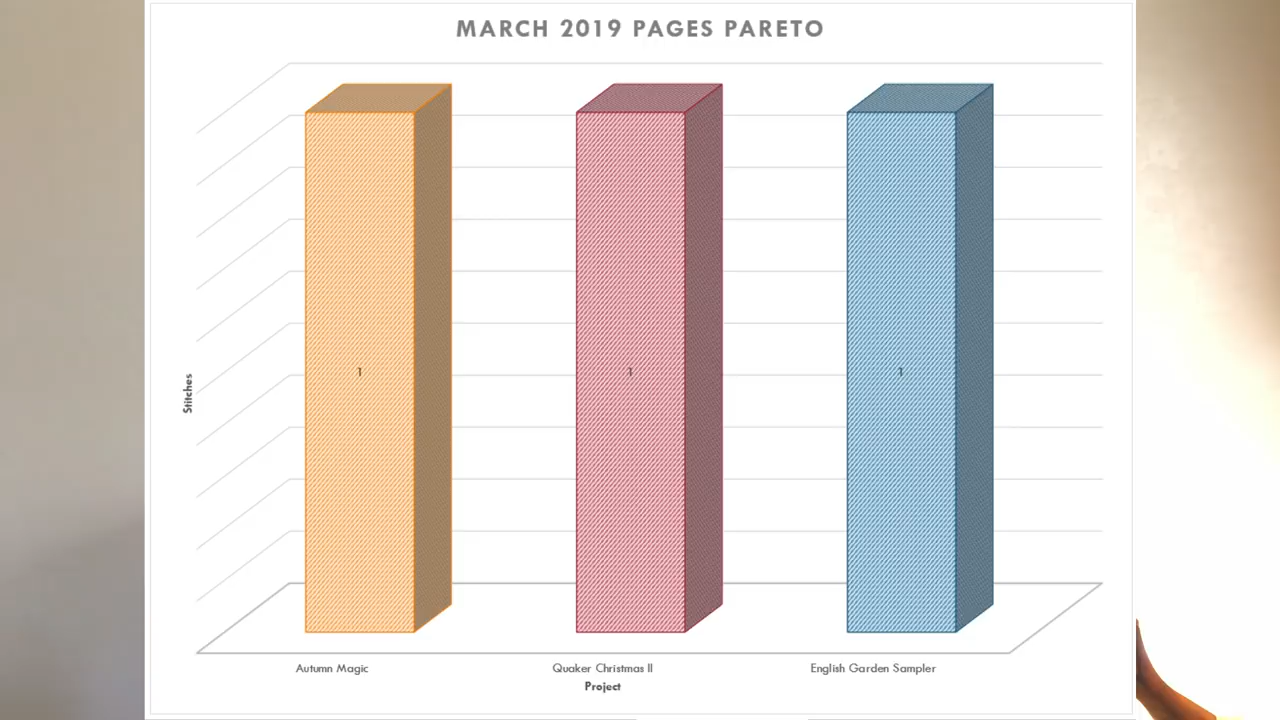 MARCH 2019 PAGES PARETO
Stitches
1
1
1
Autumn Magic
Quaker Christmas II
English Garden Sampler
Project